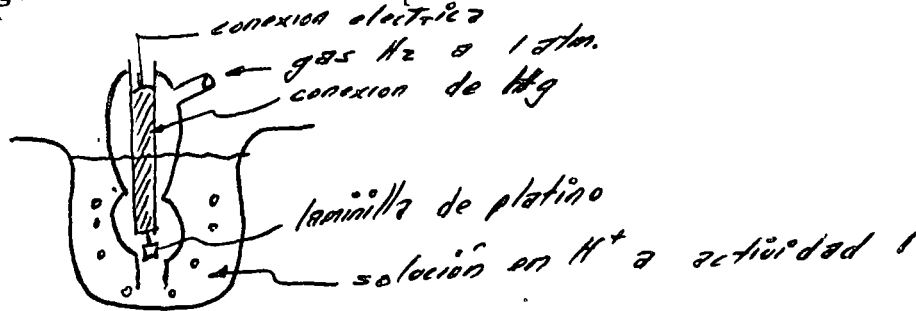 conexion electrica
gas H2 a 1 atm.
conexion de Hg
laminilla de platino
solución en H+ a actividad 1